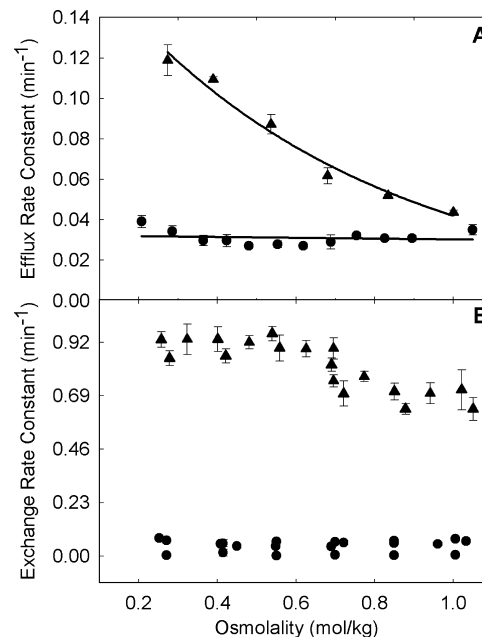 A
0.14
0.12
0.10
0.08
0.06
0.04
0.02
0.00
Efflux Rate Constant (min⁻¹)
B
0.92
0.69
0.46
0.23
0.00
Exchange Rate Constant (min⁻¹)
0.2 0.4 0.6 0.8 1.0
Osmolality (mol/kg)